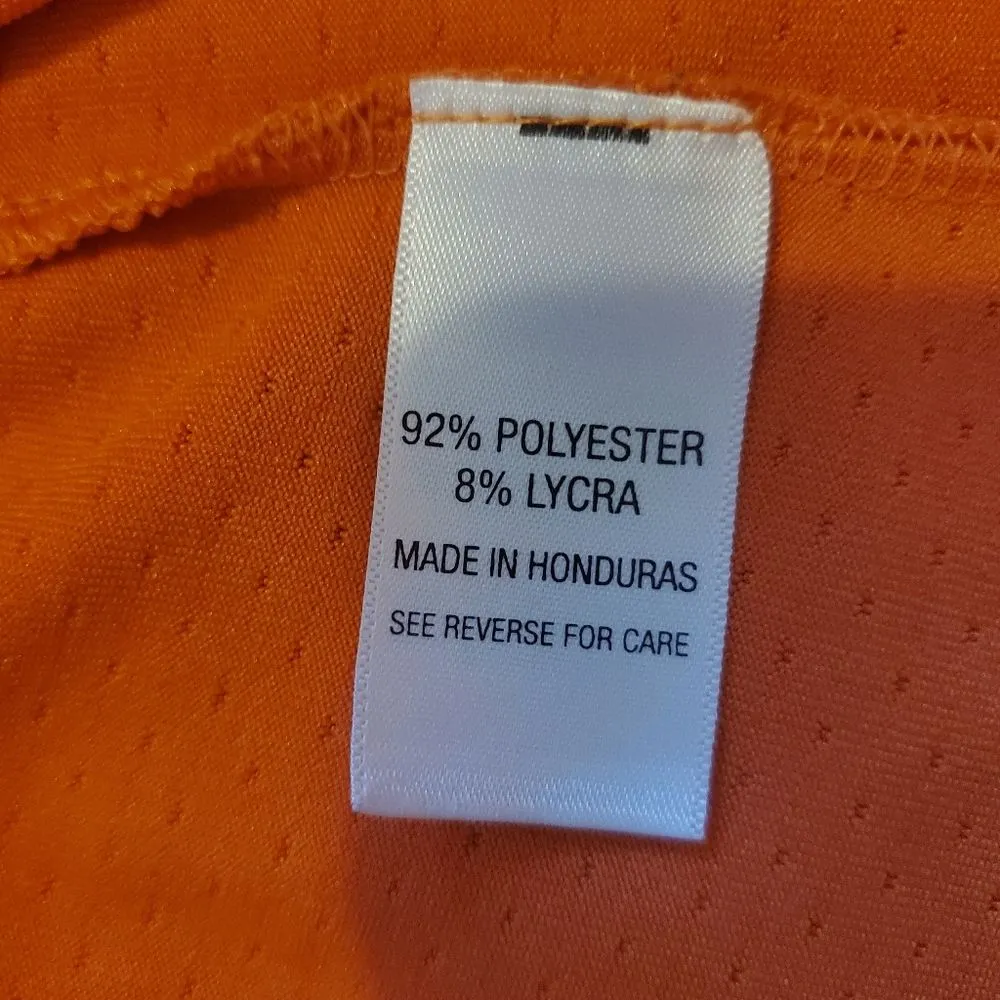 92% POLYESTER
8% LYCRA
MADE IN HONDURAS
SEE REVERSE FOR CARE